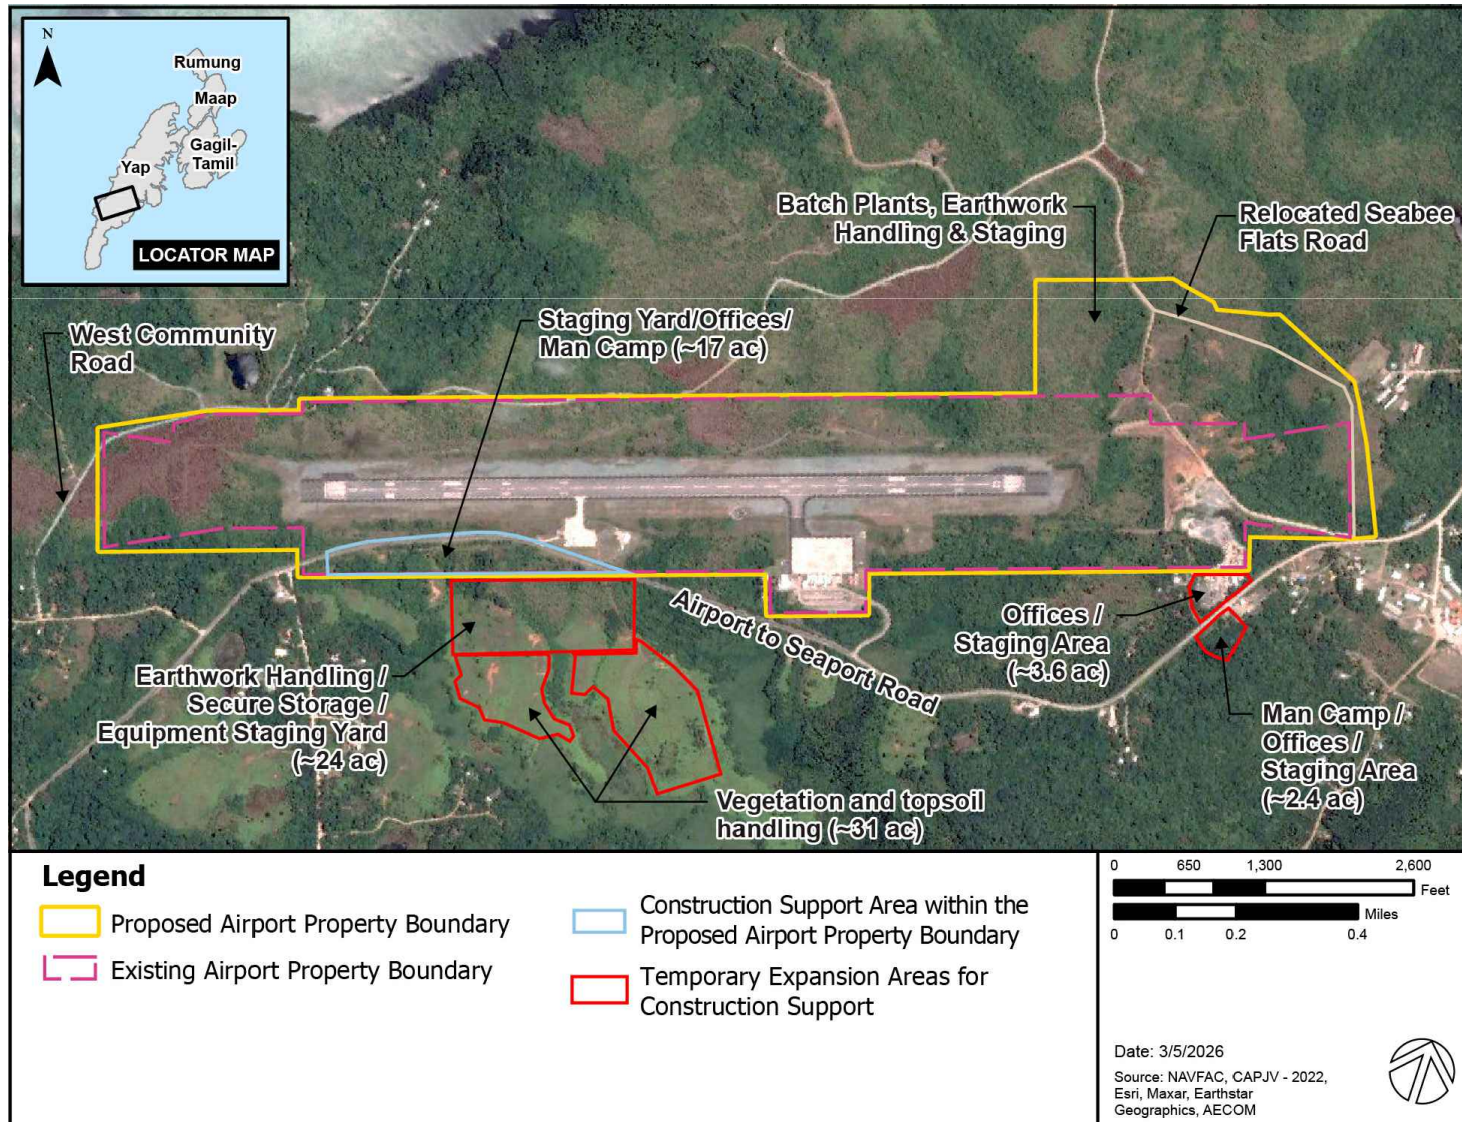 N
Rumung
Maap
Gagil-
Tamil
Yap
LOCATOR MAP
Batch Plants, Earthwork
Handling & Staging
Relocated Seabee
Flats Road
Staging Yard/Offices/
Man Camp (~17 ac)
West Community
Road
Airport to Seaport Road
Offices /
Staging Area
(~3.6 ac)
Earthwork Handling /
Secure Storage /
Equipment Staging Yard
(~24 ac)
Man Camp /
Offices /
Staging Area
(~2.4 ac)
Vegetation and topsoil
handling (~31 ac)
Legend
Proposed Airport Property Boundary
Existing Airport Property Boundary
Construction Support Area within the
Proposed Airport Property Boundary
Temporary Expansion Areas for
Construction Support
0 650 1,300 2,600
Feet
Miles
0 0.1 0.2 0.4
Date: 3/5/2026
Source: NAVFAC, CAPJV - 2022,
Esri, Maxar, Earthstar
Geographics, AECOM